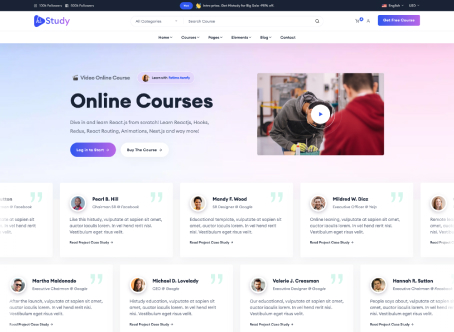 100k Followers
500k Followers
Hot
Intro price. Get Histudy for Big Sale -95% off.
English
USD
Study
All Categories
Search Course
0
Get Free Course
Home
Courses
Pages
Elements
Blog
Contact
Video Online Course
Learn with
Online Courses
Dive in and learn React.js from scratch! Learn Reactjs, Hooks,
Redux, React Routing, Animations, Next.js and way more!
Log in to Start →
Buy The Course →
@ Facebook
Pearl B. Hill
Chairman SR @ Facebook
Like this histudy, vulputate at sapien sit amet,
auctor iaculis lorem. In vel hend rerit nisi.
Vestibulum eget risus velit.
Read Project Case Study →
Mandy F. Wood
SR Designer @ Google
Educational template, vulputate at sapien sit
amet, auctor iaculis lorem. In vel hend rerit
nisi. Vestibulum eget risus velit.
Read Project Case Study →
Mildred W. Diaz
Executive Officer @ Yelp
Online leaning, vulputate at sapien sit amet,
auctor iaculis lorem. In vel hend rerit nisi.
Vestibulum eget risus velit.
Read Project Case Study →
Martha Maldonado
Executive Chairman @ Google
After the launch, vulputate at sapien sit amet,
auctor iaculis lorem. In vel hend rerit nisi.
Vestibulum eget risus velit.
Read Project Case Study →
Michael D. Lovelady
CEO @ Google
Histudy education, vulputate at sapien sit
amet, auctor iaculis lorem. In vel hend rerit
nisi. Vestibulum eget risus velit.
Read Project Case Study →
Valerie J. Creasman
Executive Designer @ Google
Our educational, vulputate at sapien sit amet,
auctor iaculis lorem. In vel hend rerit nisi.
Vestibulum eget risus velit.
Read Project Case Study →
Hannah R. Sutton
Executive Chairman @ Facebook
People says about, vulputate at sapien sit
amet, auctor iaculis lorem. In vel hend rerit
nisi. Vestibulum eget risus velit.
Read Project Case Study →